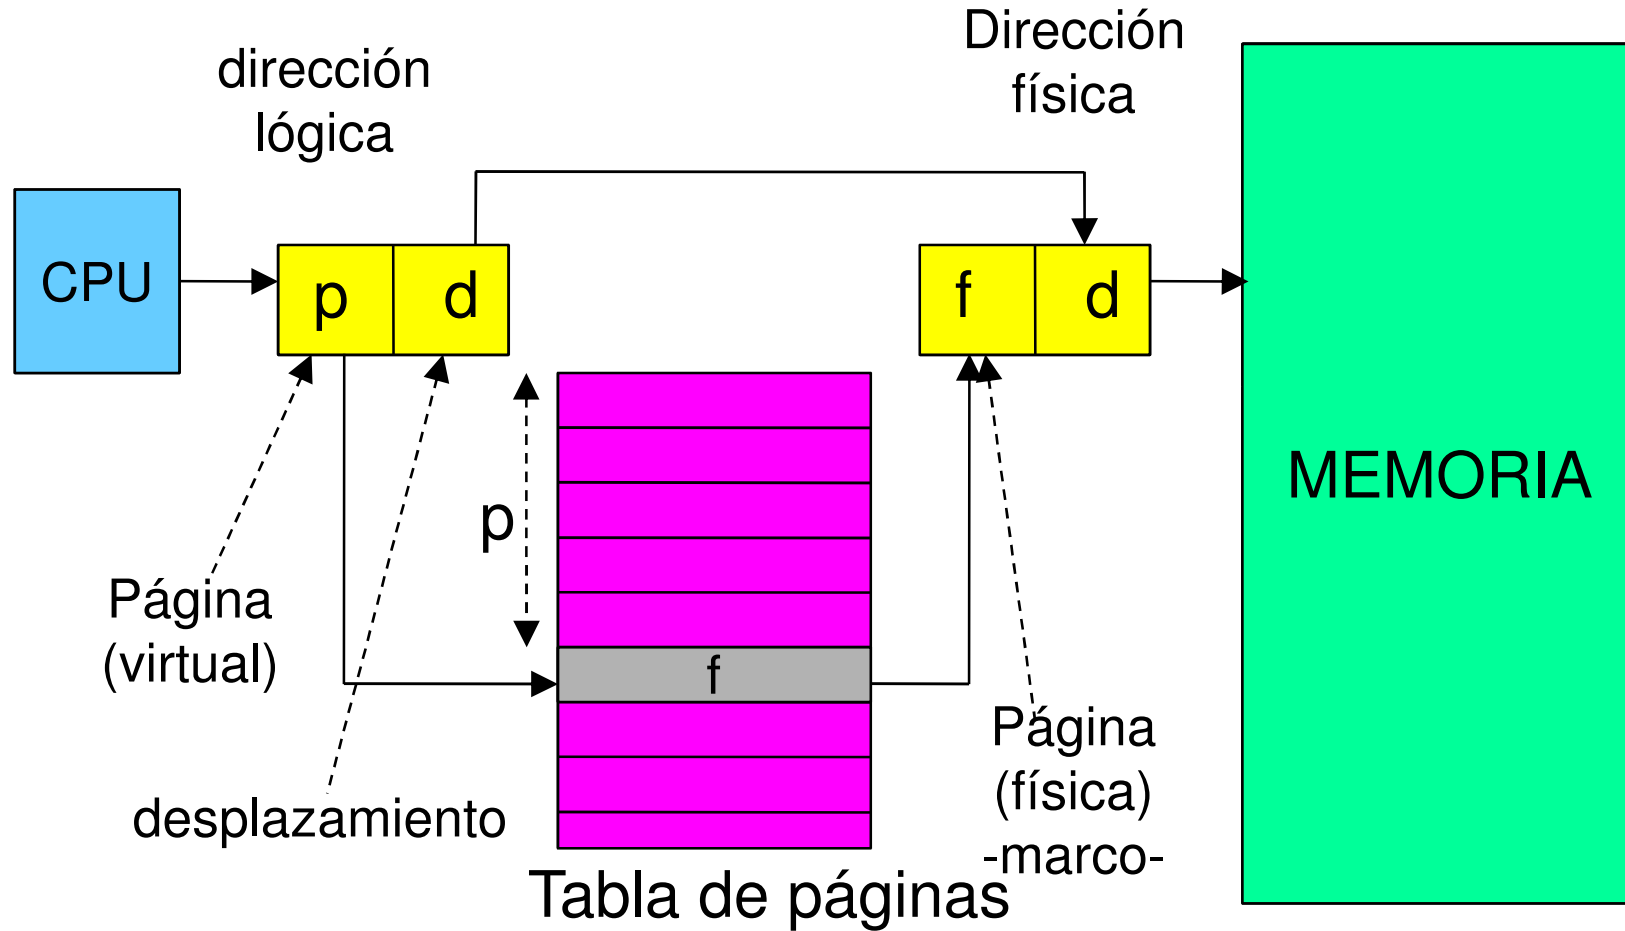 dirección
lógica
Dirección
física
CPU
p
d
f
d
p
MEMORIA
Página
(virtual)
f
desplazamiento
Página
(física)
-marco-
Tabla de páginas